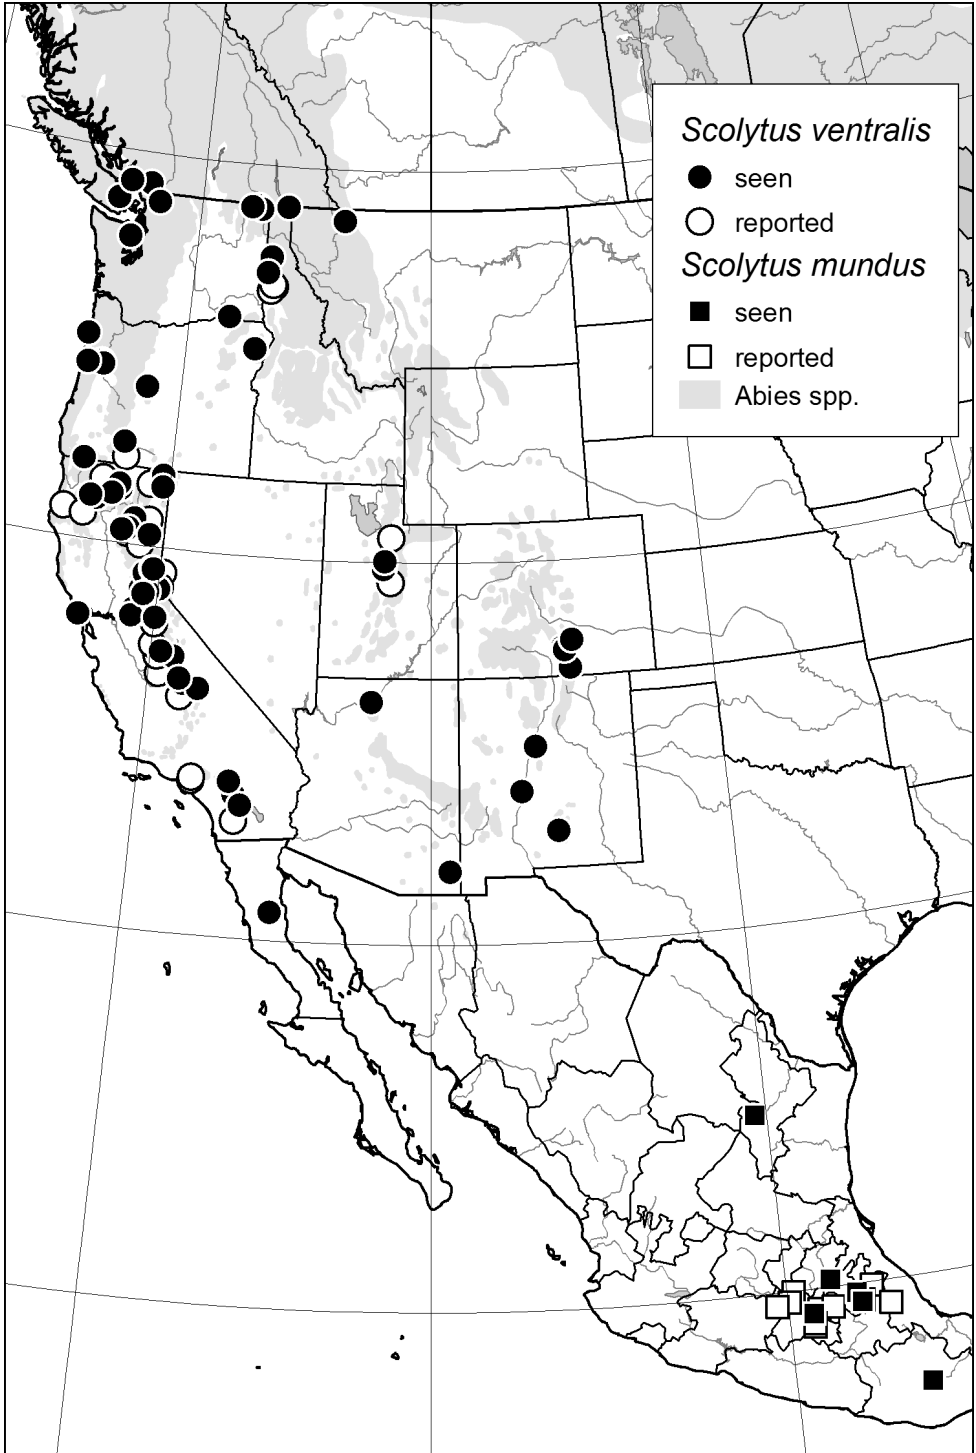 Scolytus ventralis
seen
reported
Scolytus mundus
seen
reported
Abies spp.